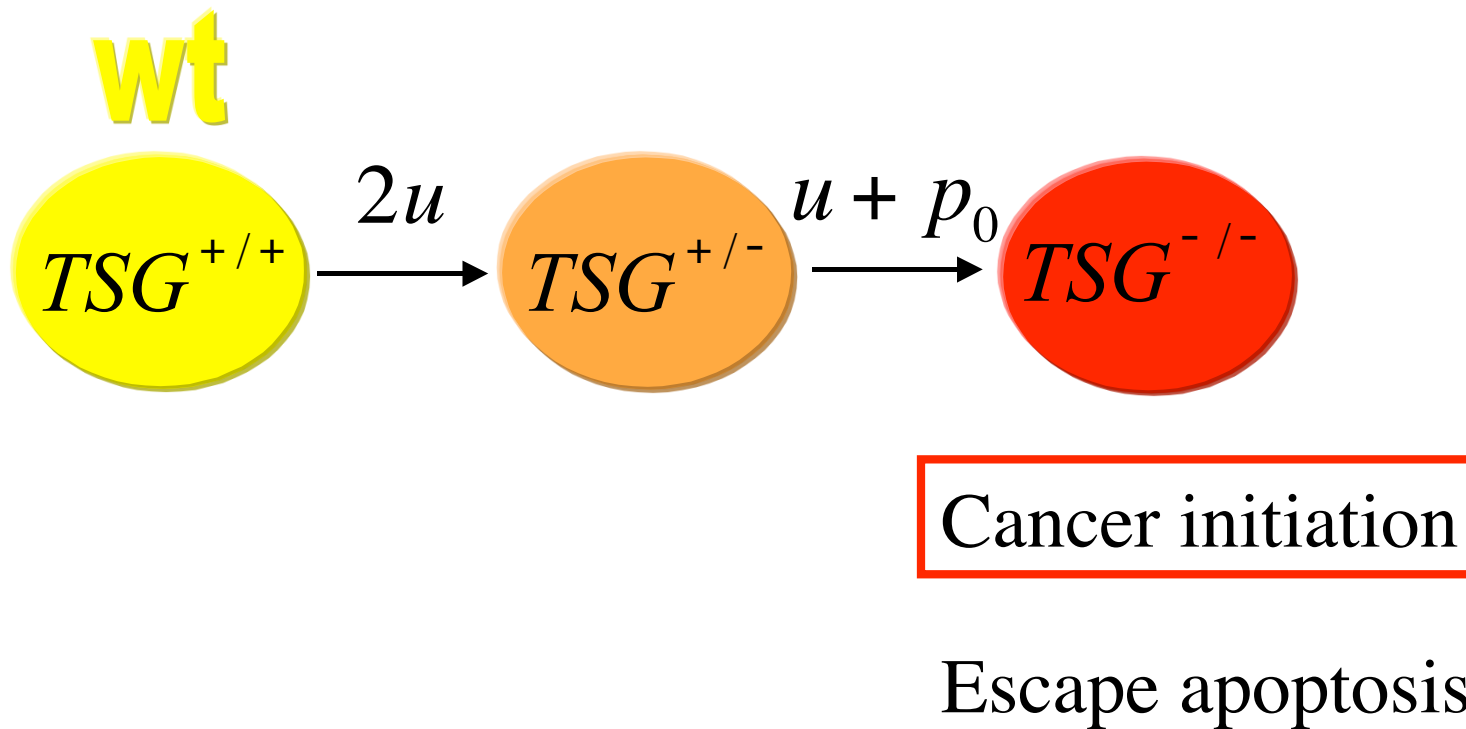 wt
2u
u + p₀
TSG⁺/⁺
TSG⁺/⁻
TSG⁻/⁻
Cancer initiation
Escape apoptosis